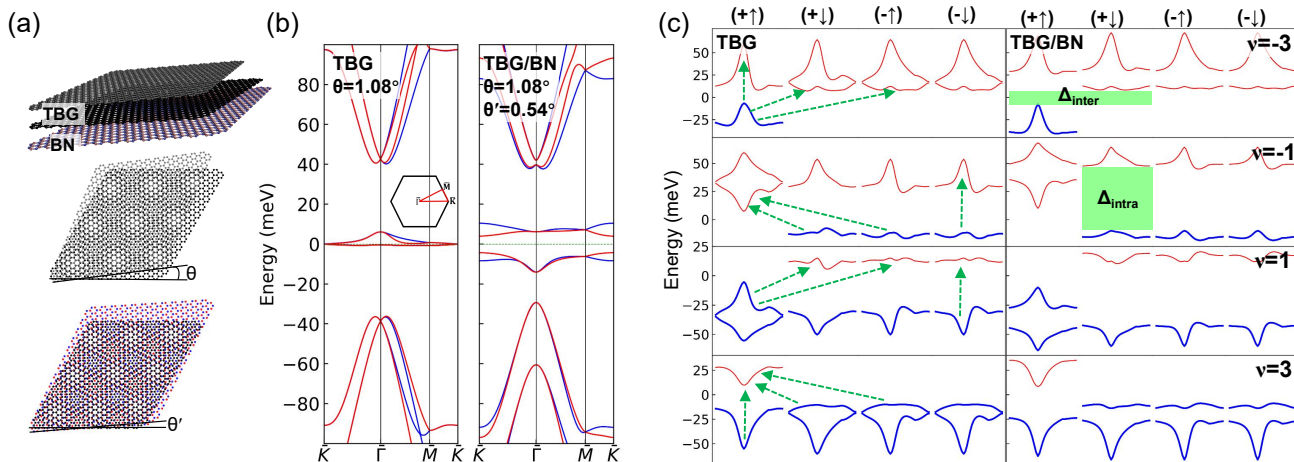 (a)
TBG
BN
θ
θ′
(b)
Energy (meV)
80
60
40
20
0
−20
−40
−60
−80
TBG
θ=1.08°
TBG/BN
θ=1.08°
θ′=0.54°
Γ̄
M̄
K̄
K̄
Γ̄
M̄
K̄
K̄
Γ̄
M̄
K̄
(c)
(+↑) (+↓) (-↑) (-↓) (+↑) (+↓) (-↑) (-↓)
Energy (meV)
Energy (meV)
TBG
TBG/BN
ν=-3
50
25
0
−25
Δinter
ν=-1
50
25
0
Δintra
ν=1
25
0
−25
−50
ν=3
25
0
−25
−50